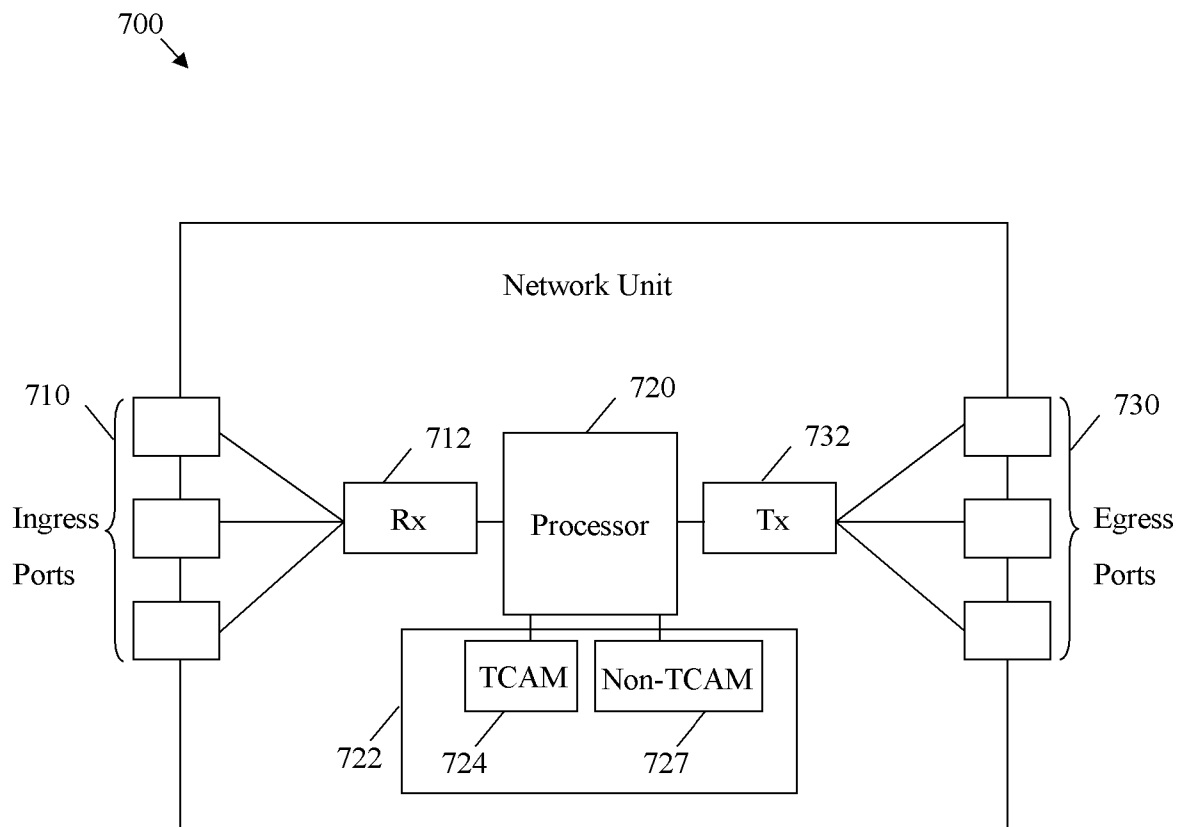 700
Network Unit
710
720
730
712
732
Ingress
Ports
Rx
Processor
Tx
Egress
Ports
TCAM
Non-TCAM
722
724
727